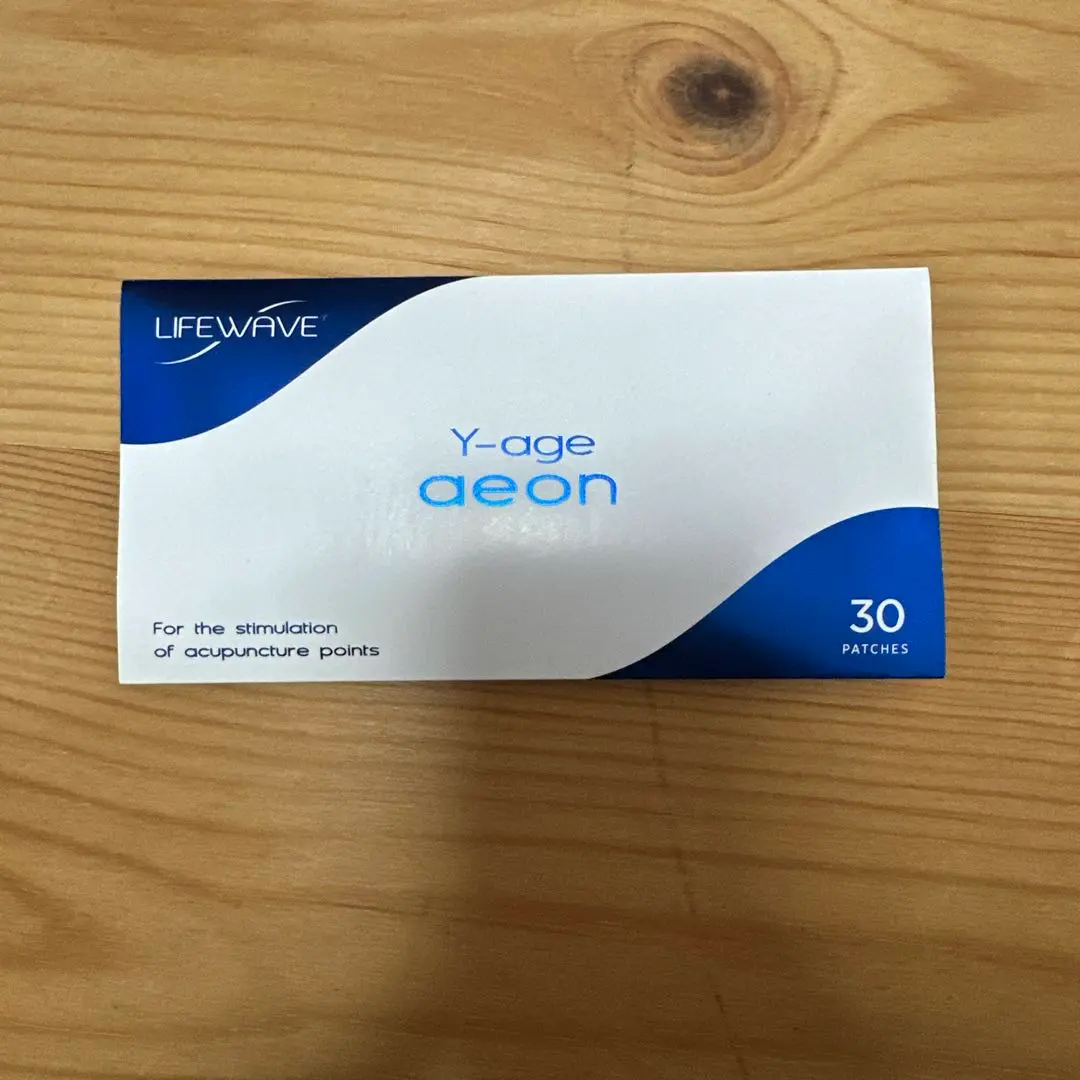 LIFEWAVE
Y-age
aeon
For the stimulation
of acupuncture points
30
PATCHES